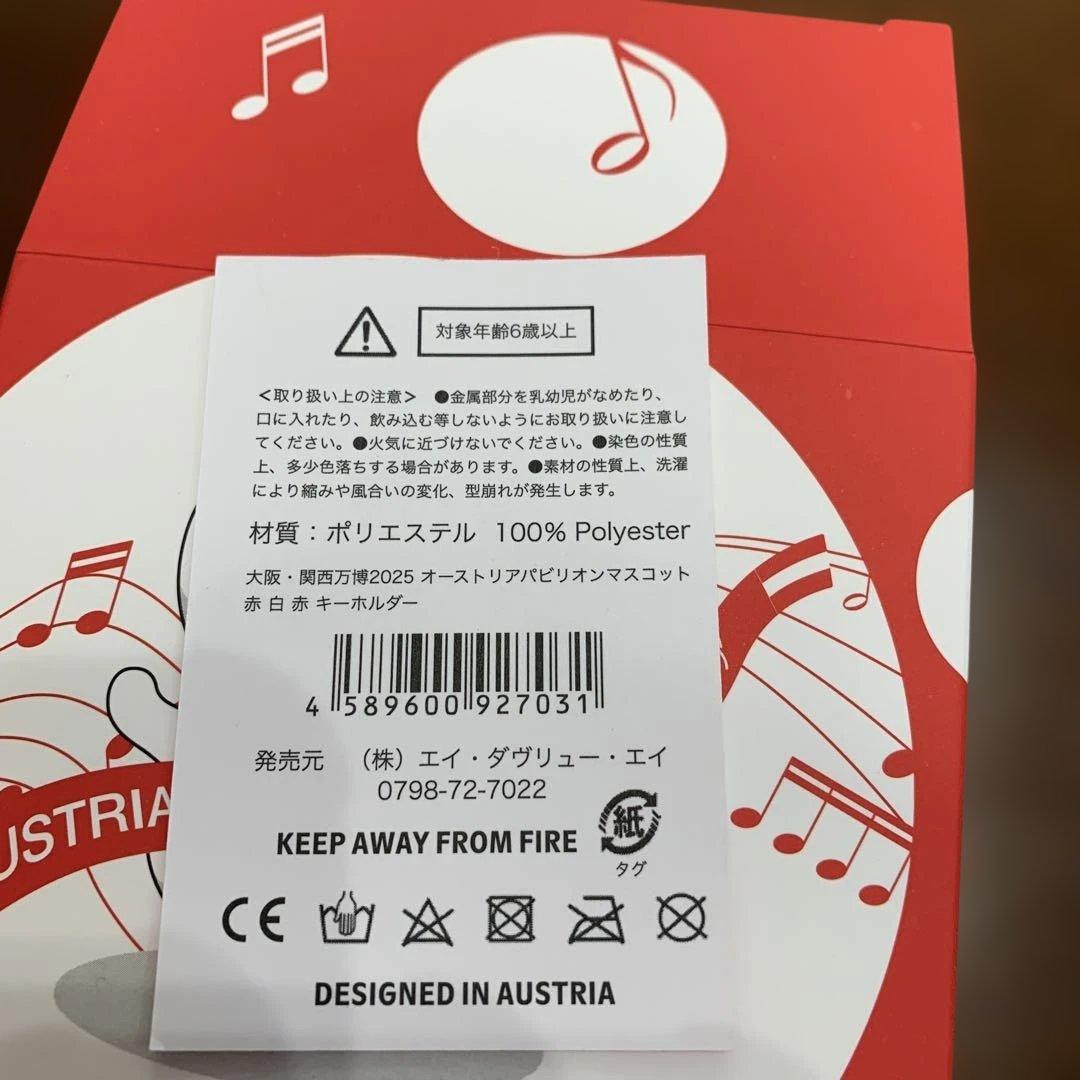 対象年齢6歳以上
＜取り扱い上の注意＞ ●金属部分を乳幼児がなめたり、
口に入れたり、飲み込む等しないようにお取り扱いに注意し
てください。●火気に近づけないでください。●染色の性質
上、多少色落ちする場合があります。●素材の性質上、洗濯
により縮みや風合いの変化、型崩れが発生します。
材質：ポリエステル 100% Polyester
大阪・関西万博2025 オーストリアパビリオンマスコット
赤 白 赤 キーホルダー
4 589600 927031
発売元 （株）エイ・ダヴリュー・エイ
0798-72-7022
KEEP AWAY FROM FIRE
紙
タグ
CE
DESIGNED IN AUSTRIA
USTRIA